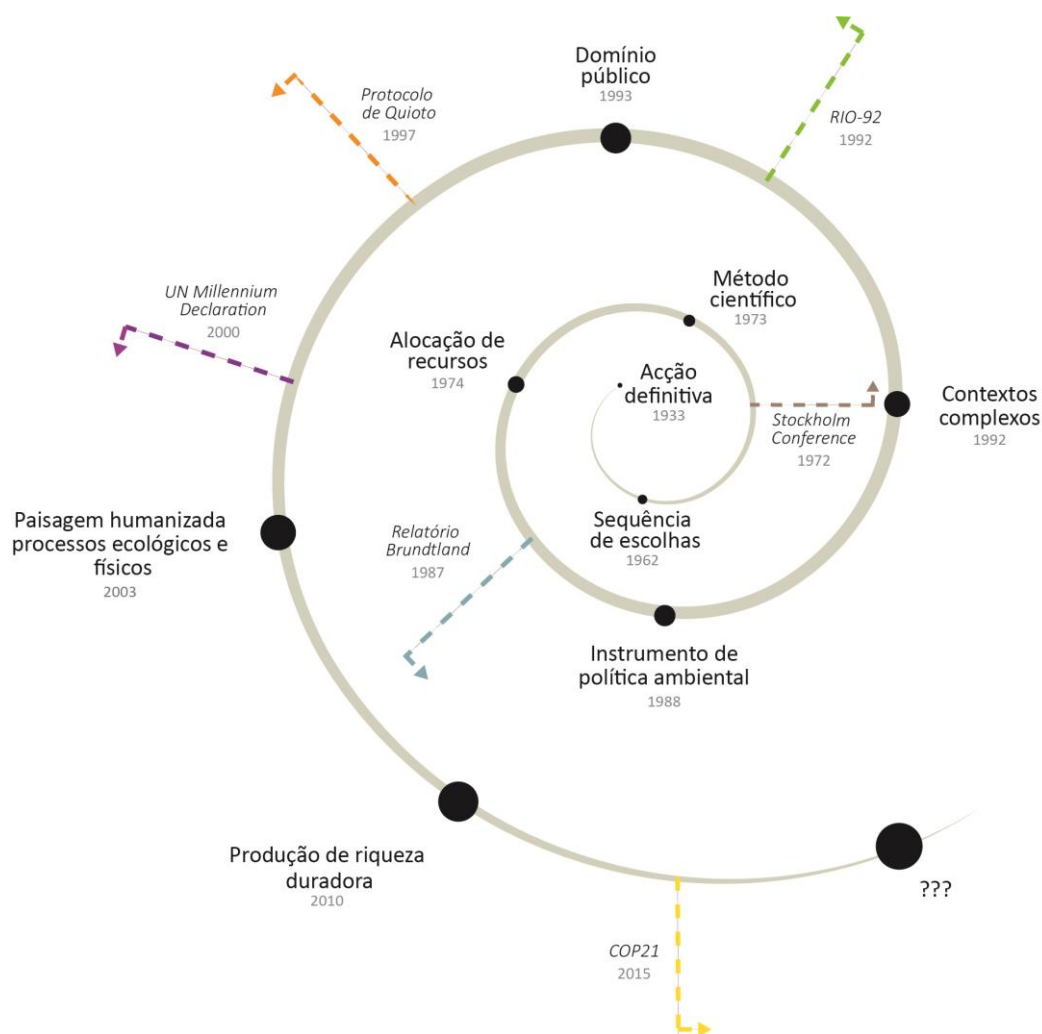 Domínio
público
1993
Protocolo
de Quioto
1997
RIO-92
1992
UN Millennium
Declaration
2000
Método
científico
1973
Alocação de
recursos
1974
Acção
definitiva
1933
Contextos
complexos
1992
Stockholm
Conference
1972
Paisagem humanizada
processos ecológicos e
físicos
2003
Relatório
Brundtland
1987
Sequência
de escolhas
1962
Instrumento de
política ambiental
1988
Produção de riqueza
duradora
2010
???
COP21
2015